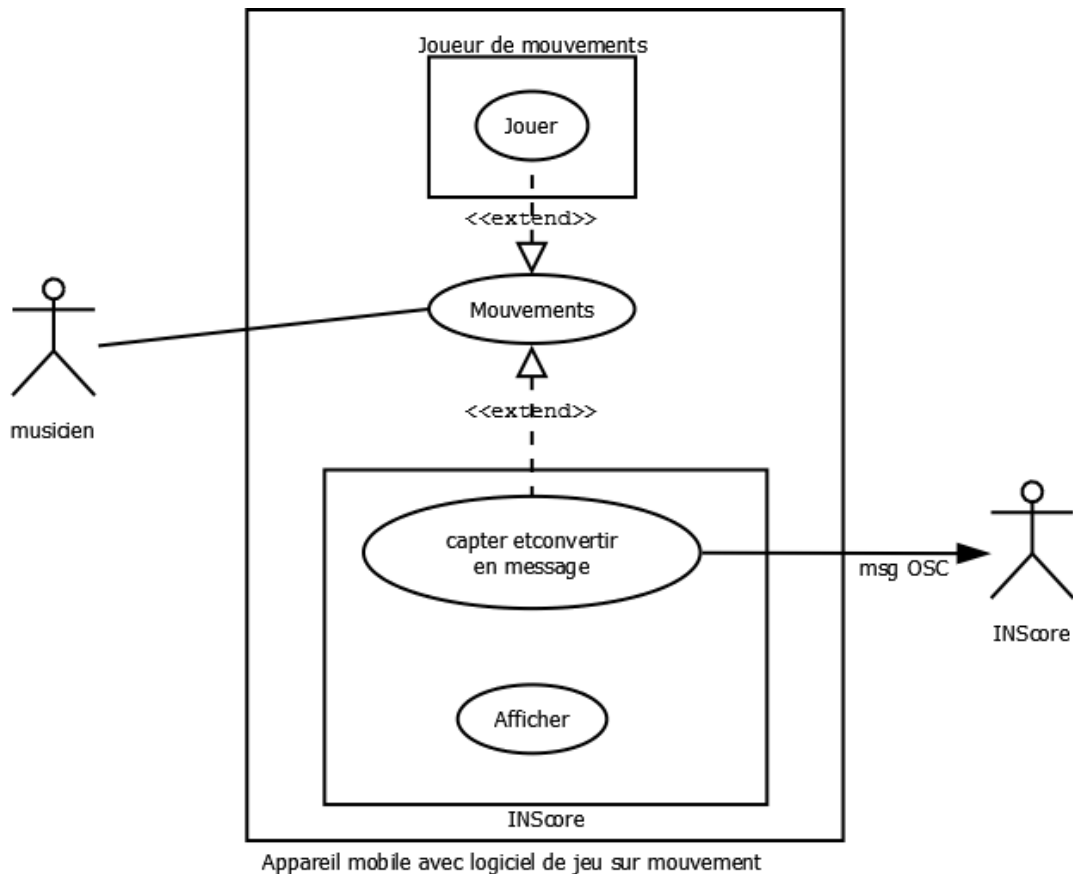 Joueur de mouvements
Jouer
<<extend>>
Mouvements
musicien
<<extend>>
capter etconvertir
en message
msg OSC
INScore
Afficher
INScore
Appareil mobile avec logiciel de jeu sur mouvement